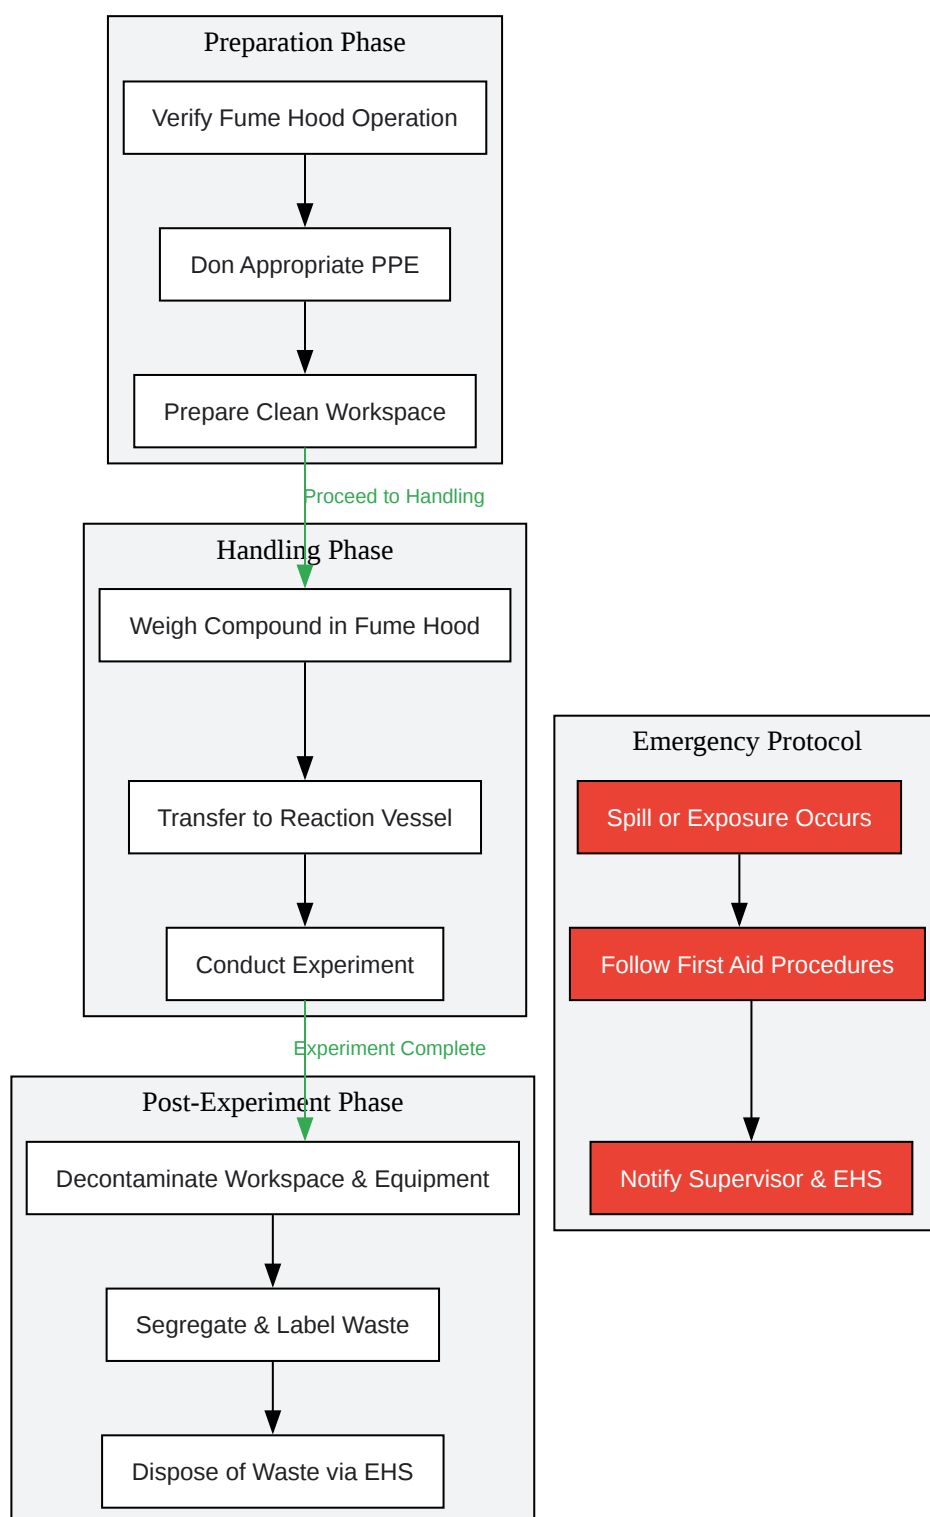 Preparation Phase
Verify Fume Hood Operation
Don Appropriate PPE
Prepare Clean Workspace
Proceed to Handling
Handling Phase
Weigh Compound in Fume Hood
Transfer to Reaction Vessel
Conduct Experiment
Experiment Complete
Post-Experiment Phase
Decontaminate Workspace & Equipment
Segregate & Label Waste
Dispose of Waste via EHS
Emergency Protocol
Spill or Exposure Occurs
Follow First Aid Procedures
Notify Supervisor & EHS